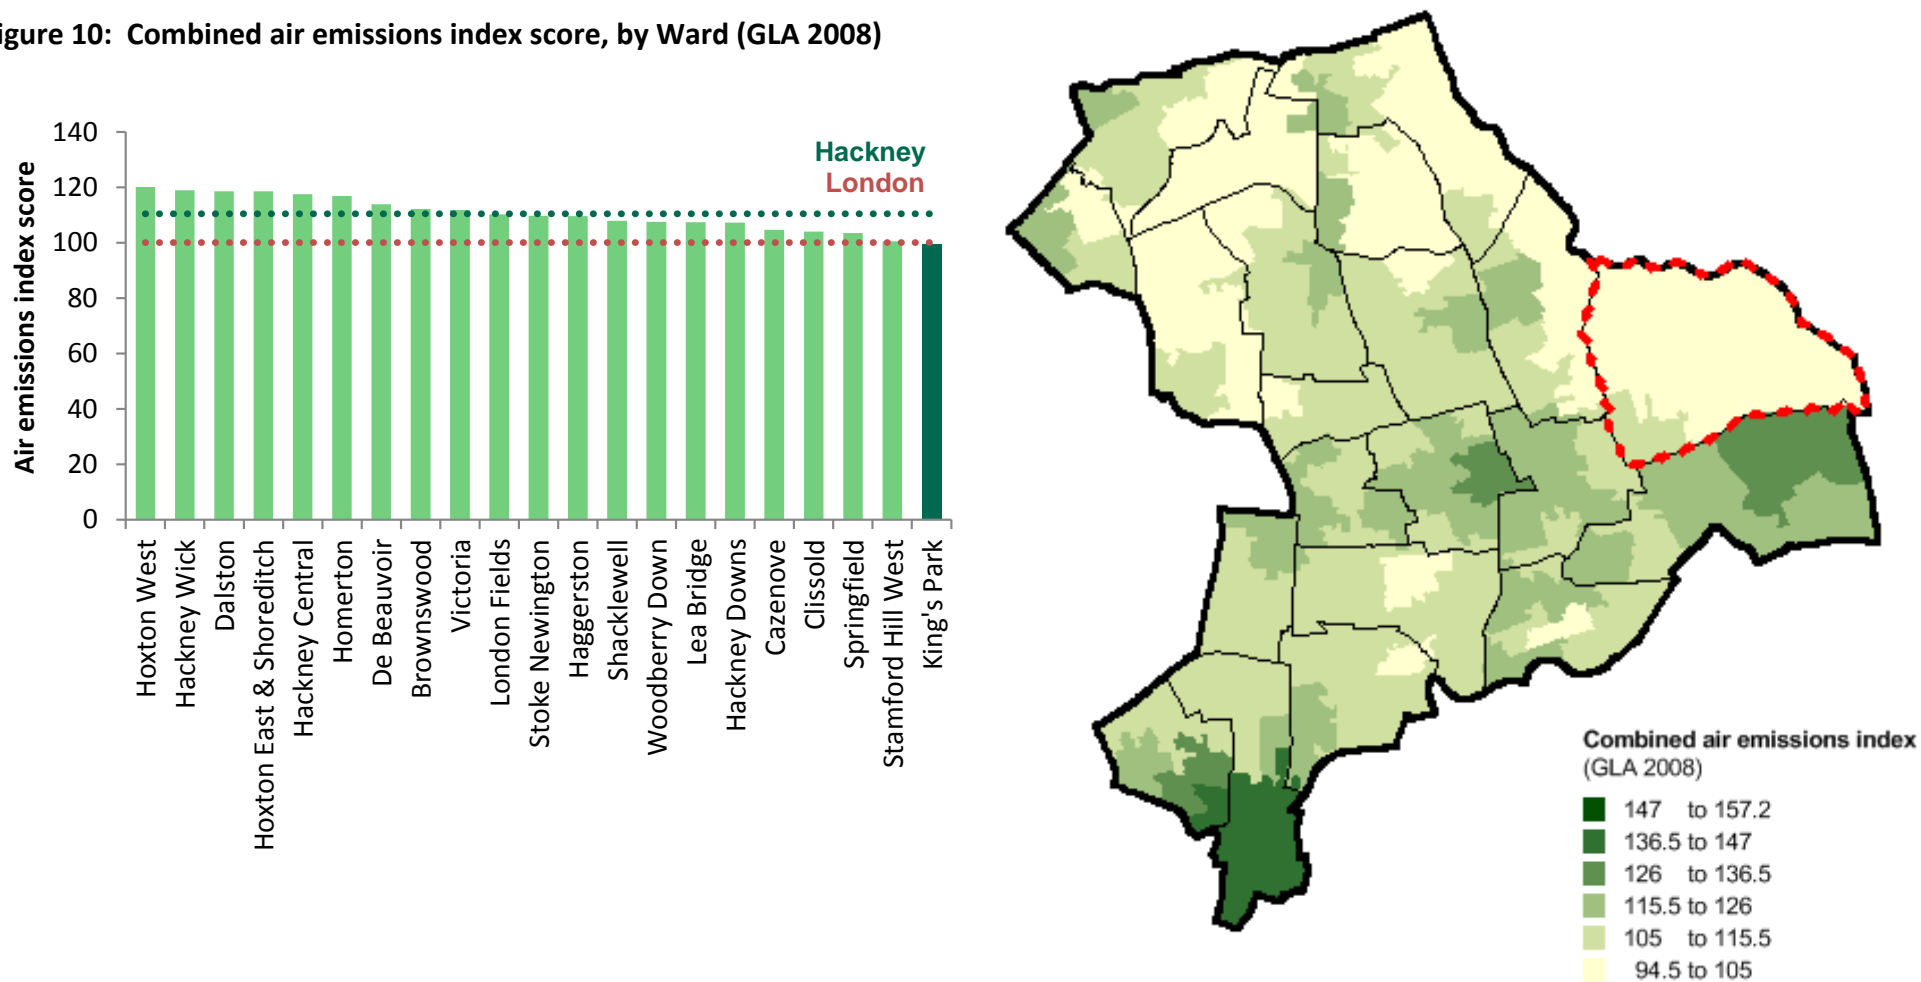 igure 10:  Combined air emissions index score, by Ward (GLA 2008)
Air emissions index score
140
120
100
80
60
40
20
0
Hackney
London
Hoxton West
Hackney Wick
Dalston
Hoxton East & Shoreditch
Hackney Central
Homerton
De Beauvoir
Brownswood
Victoria
London Fields
Stoke Newington
Haggerston
Shacklewell
Woodberry Down
Lea Bridge
Hackney Downs
Cazenove
Clissold
Springfield
Stamford Hill West
King's Park
Combined air emissions index
(GLA 2008)
147 to 157.2
136.5 to 147
126 to 136.5
115.5 to 126
105 to 115.5
94.5 to 105